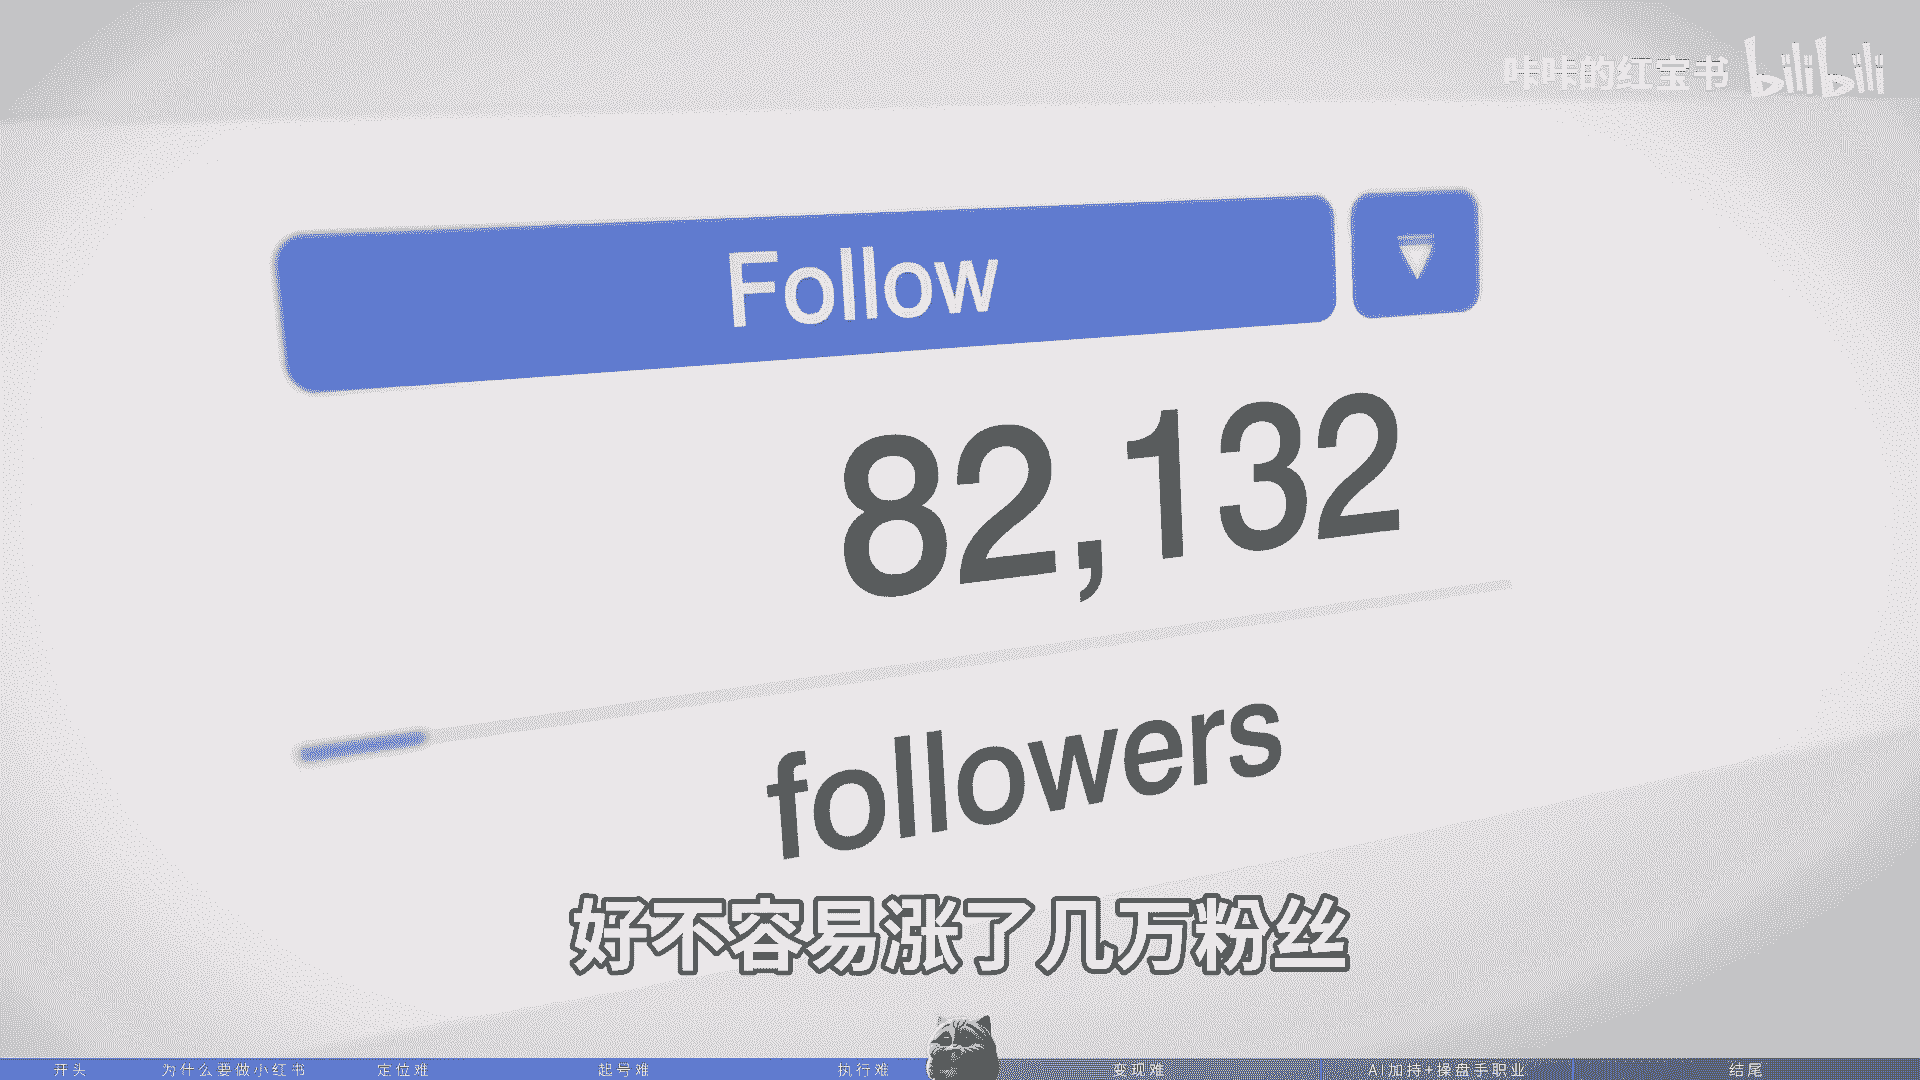 咔咔的红宝书 bilibili
Follow
82,132
followers
好不容易涨了几万粉丝
开头 为什么要做小红书 定位难 起号难 执行难 变现难 AI加持+操盘手职业 结尾